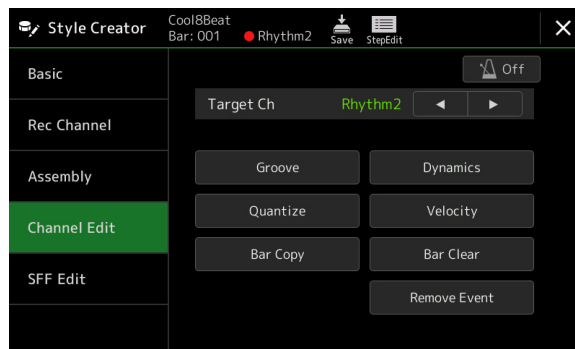 Style Creator
Cool8Beat
Bar: 001 Rhythm2
Save StepEdit
Basic
Rec Channel
Assembly
Channel Edit
SFF Edit
Off
Target Ch Rhythm2
Groove Dynamics
Quantize Velocity
Bar Copy Bar Clear
Remove Event